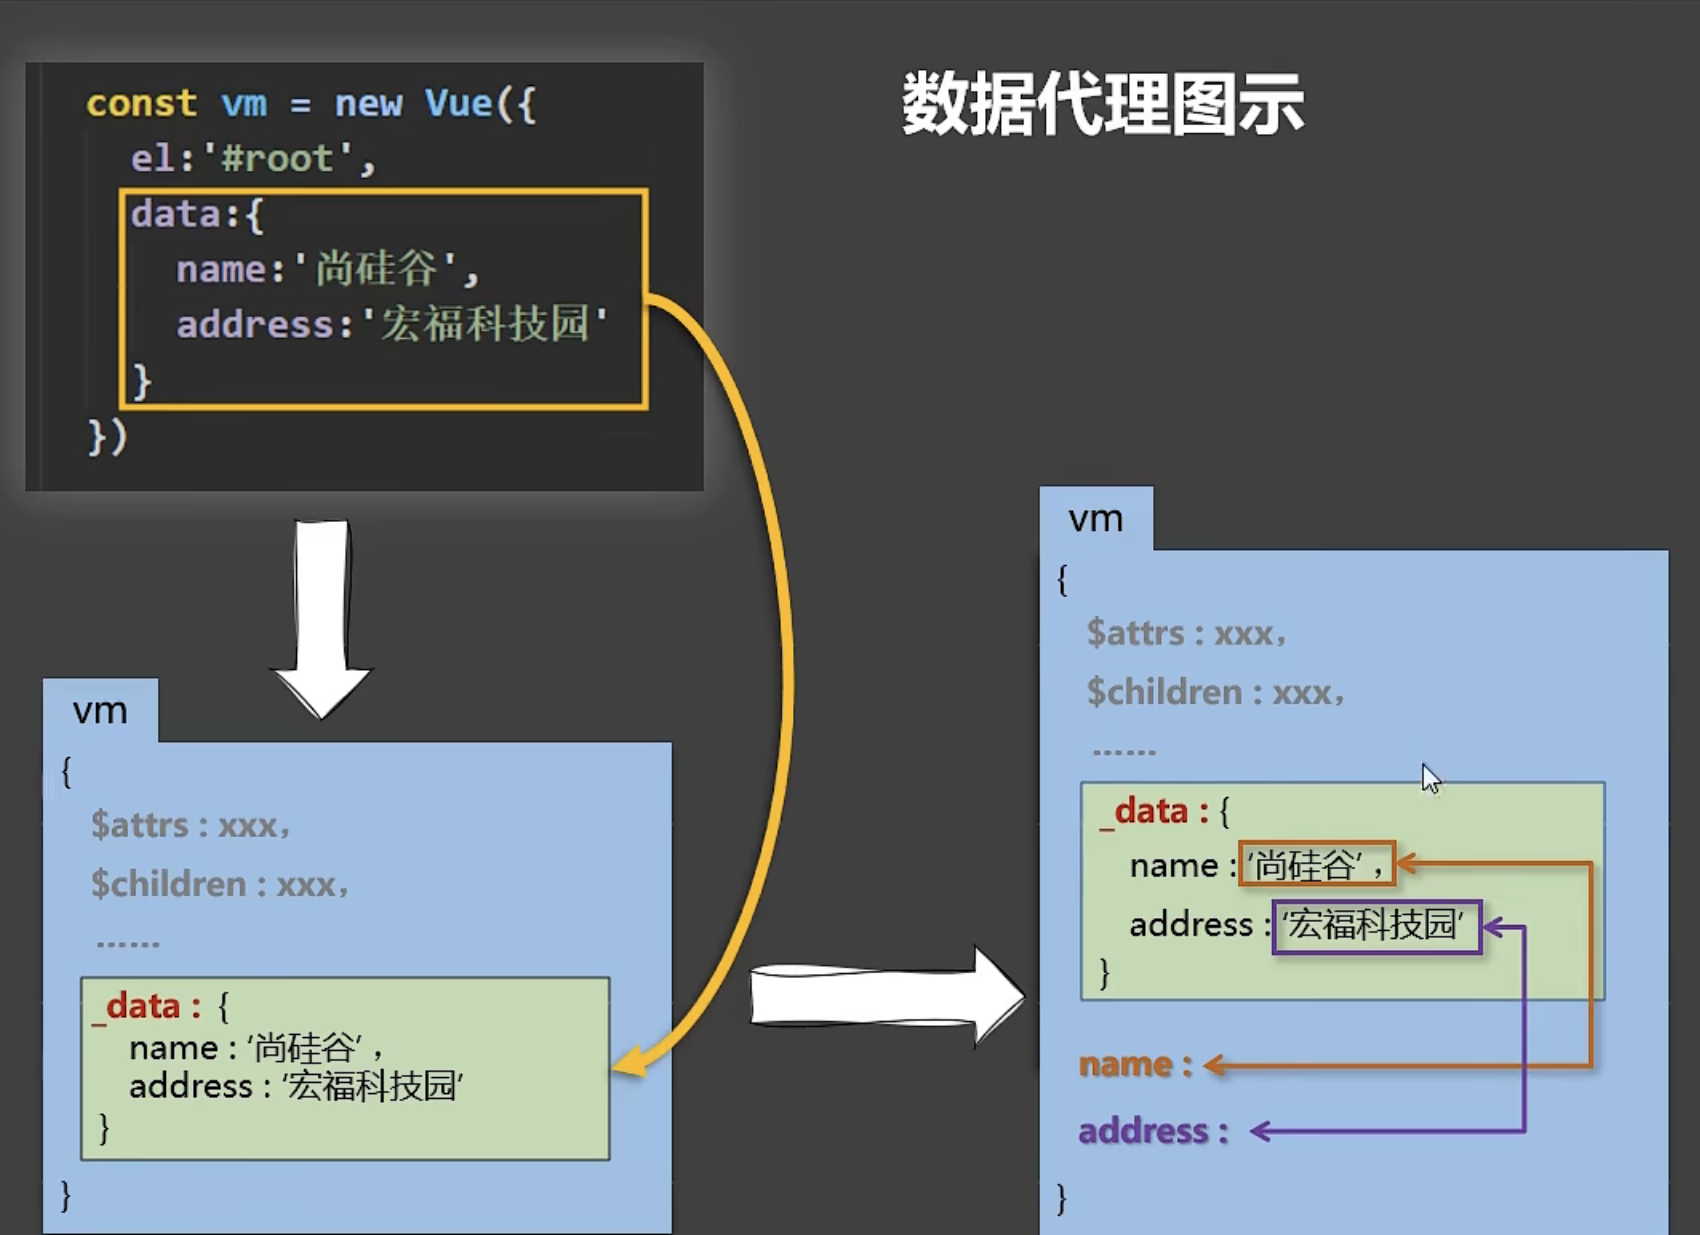 数据代理图示
const vm = new Vue({
el:'#root',
data:{
name:'尚硅谷',
address:'宏福科技园'
}
})
vm
{
$attrs : xxx，
$children : xxx，
......
_data : {
name : ‘尚硅谷’，
address : ‘宏福科技园’
}
}
vm
{
$attrs : xxx，
$children : xxx，
......
_data : {
name : ‘尚硅谷’，
address : ‘宏福科技园’
}
name :
address :
}